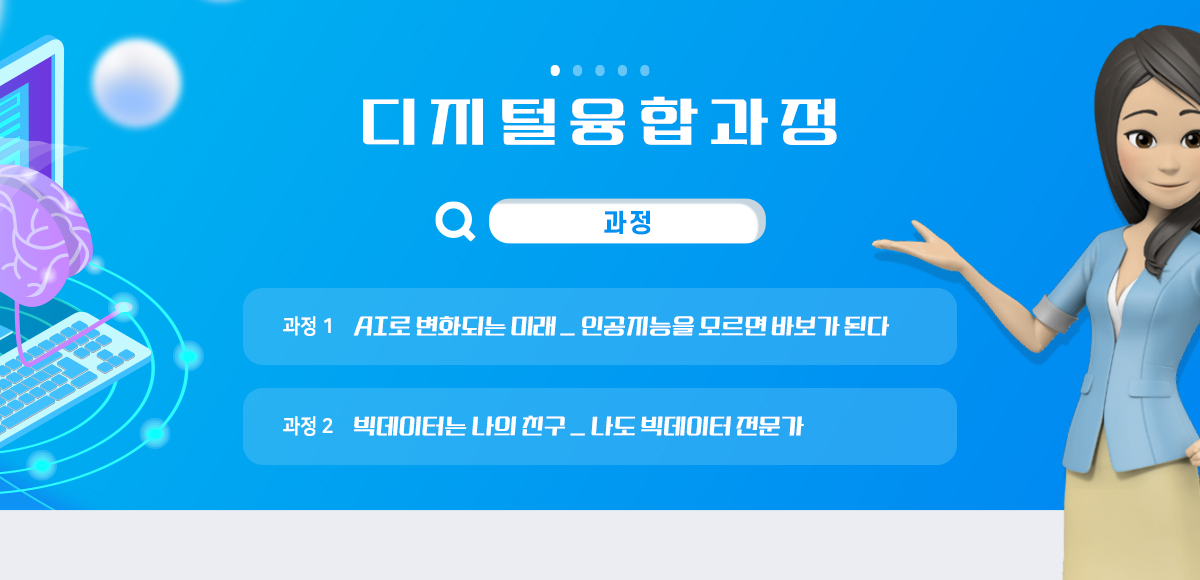 디지털융합과정
과정
과정 1 AI로 변화되는 미래 _ 인공지능을 모르면 바보가 된다
과정 2 빅데이터는 나의 친구 _ 나도 빅데이터 전문가